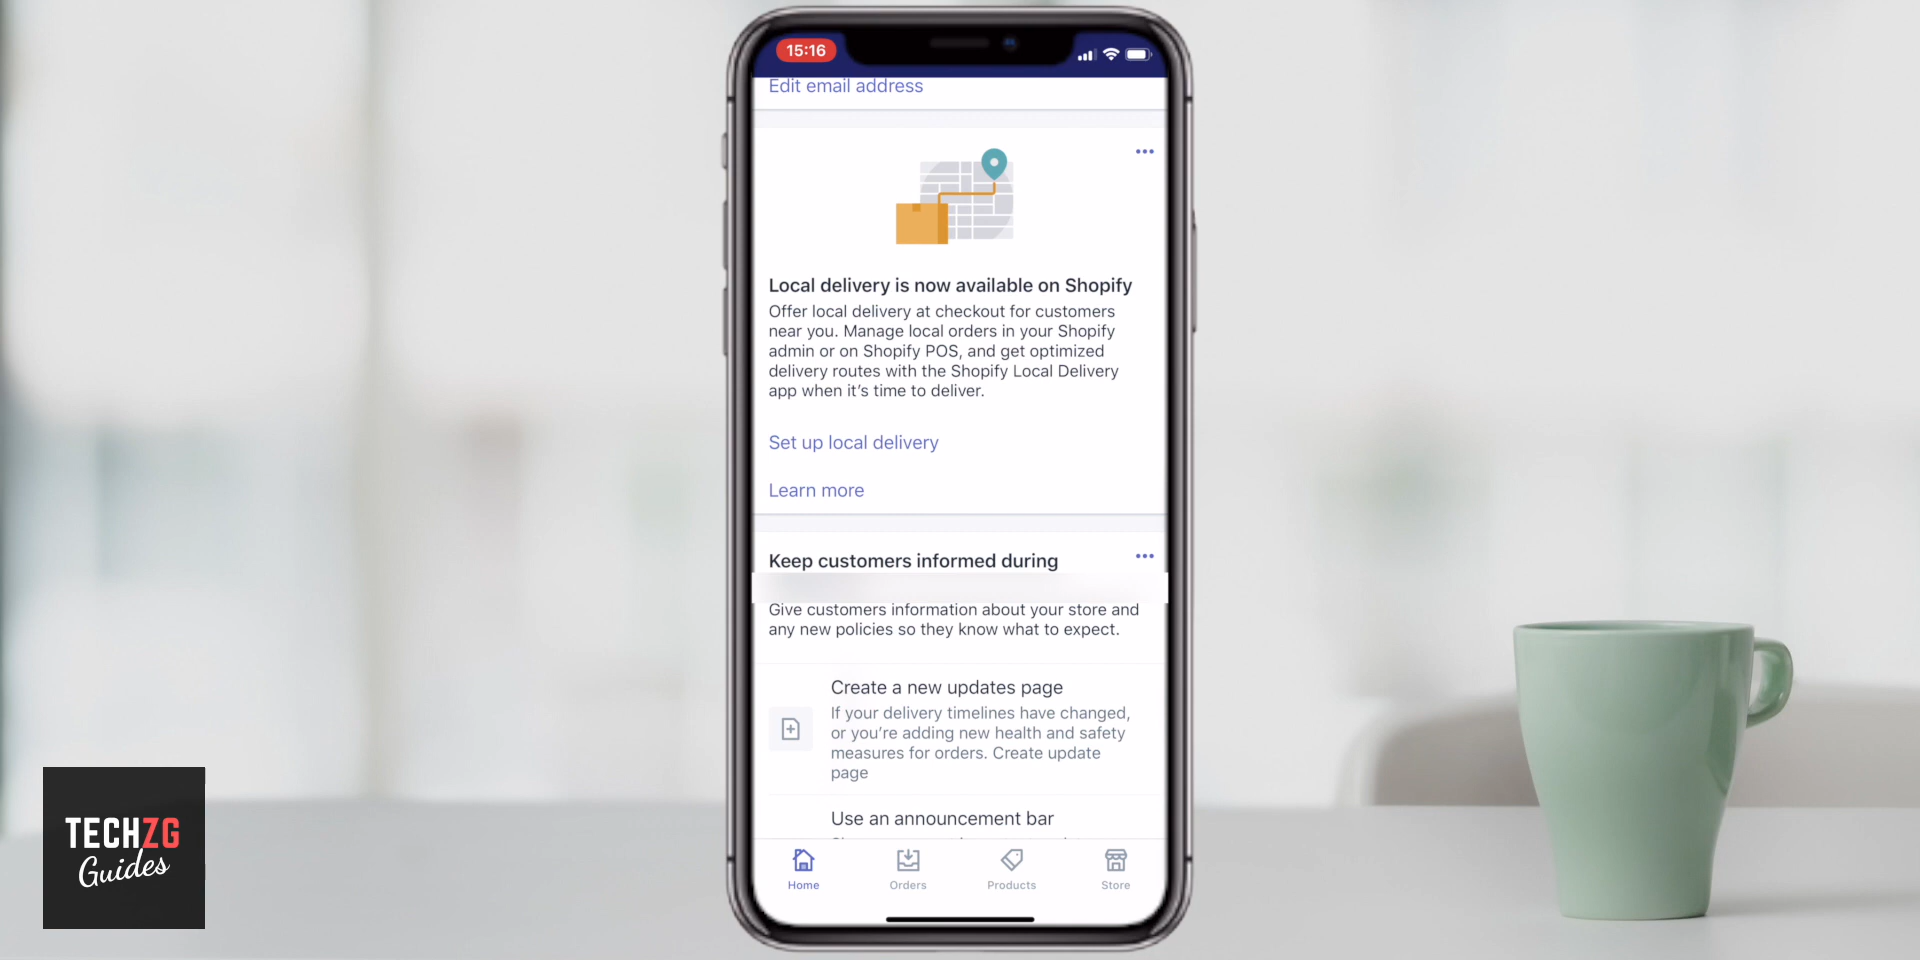 15:16
Edit email address
Local delivery is now available on Shopify
Offer local delivery at checkout for customers
near you. Manage local orders in your Shopify
admin or on Shopify POS, and get optimized
delivery routes with the Shopify Local Delivery
app when it’s time to deliver.
Set up local delivery
Learn more
Keep customers informed during
Give customers information about your store and
any new policies so they know what to expect.
Create a new updates page
If your delivery timelines have changed,
or you’re adding new health and safety
measures for orders. Create update
page
Use an announcement bar
Home
Orders
Products
Store
TECHZG
Guides